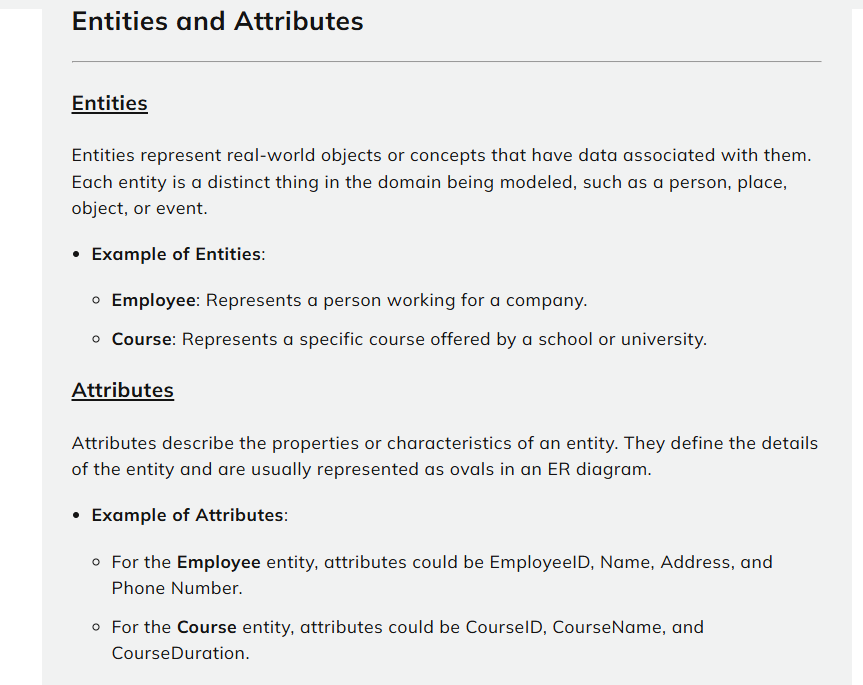 Entities and Attributes
Entities
Entities represent real-world objects or concepts that have data associated with them.
Each entity is a distinct thing in the domain being modeled, such as a person, place,
object, or event.
• Example of Entities:
◦ Employee: Represents a person working for a company.
◦ Course: Represents a specific course offered by a school or university.
Attributes
Attributes describe the properties or characteristics of an entity. They define the details
of the entity and are usually represented as ovals in an ER diagram.
• Example of Attributes:
◦ For the Employee entity, attributes could be EmployeeID, Name, Address, and
Phone Number.
◦ For the Course entity, attributes could be CourseID, CourseName, and
CourseDuration.